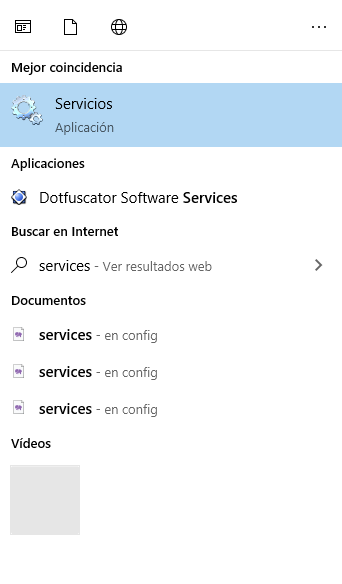 Mejor coincidencia
Servicios
Aplicación
Aplicaciones
Dotfuscator Software Services
Buscar en Internet
services - Ver resultados web
Documentos
services - en config
services - en config
services - en config
Vídeos